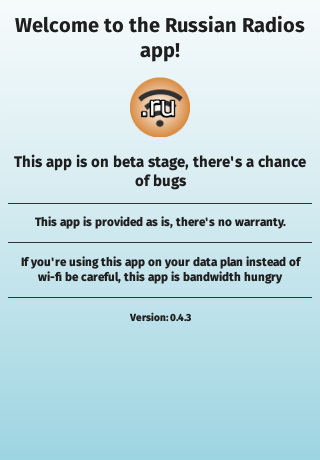 Welcome to the Russian Radios
app!
.ru
This app is on beta stage, there's a chance
of bugs
This app is provided as is, there's no warranty.
If you're using this app on your data plan instead of
wi-fi be careful, this app is bandwidth hungry
Version: 0.4.3